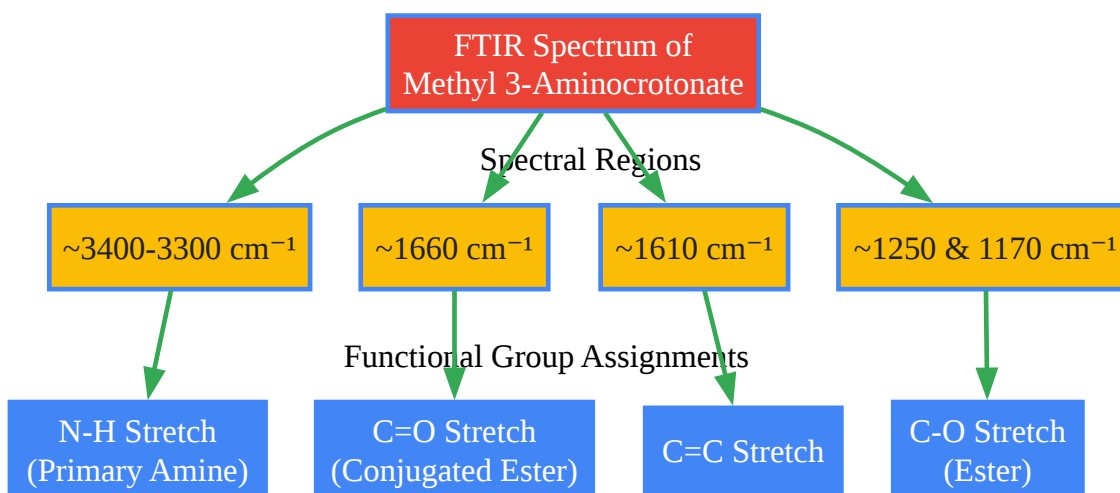 FTIR Spectrum of
Methyl 3-Aminocrotonate
Spectral Regions
~3400-3300 cm⁻¹
~1660 cm⁻¹
~1610 cm⁻¹
~1250 & 1170 cm⁻¹
Functional Group Assignments
N-H Stretch
(Primary Amine)
C=O Stretch
(Conjugated Ester)
C=C Stretch
C-O Stretch
(Ester)